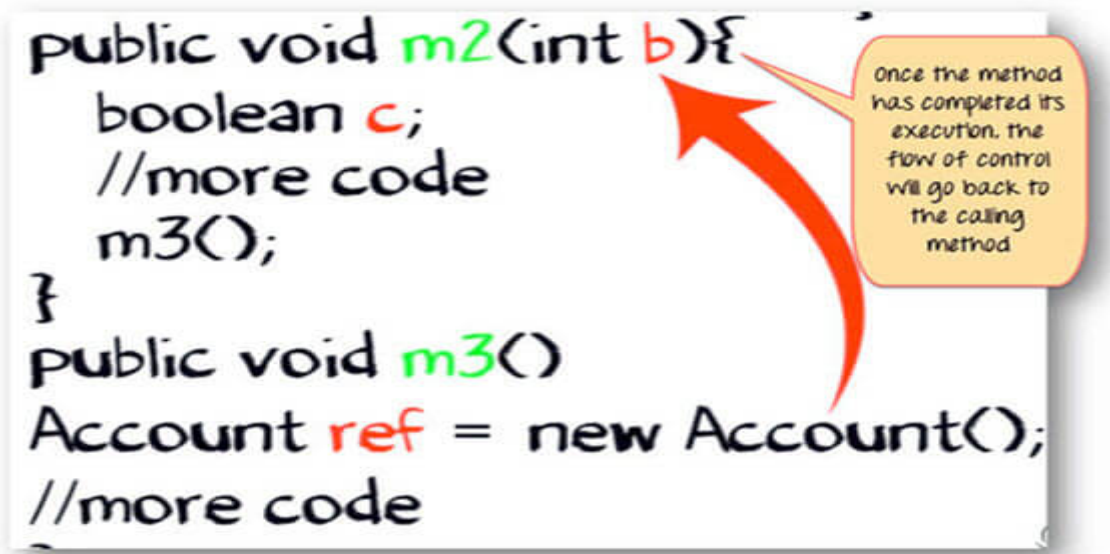 public void m2(int b){
boolean c;
//more code
m3();
}
public void m3()
Account ref = new Account();
//more code
Once the method
has completed its
execution, the
flow of control
will go back to
the calling
method